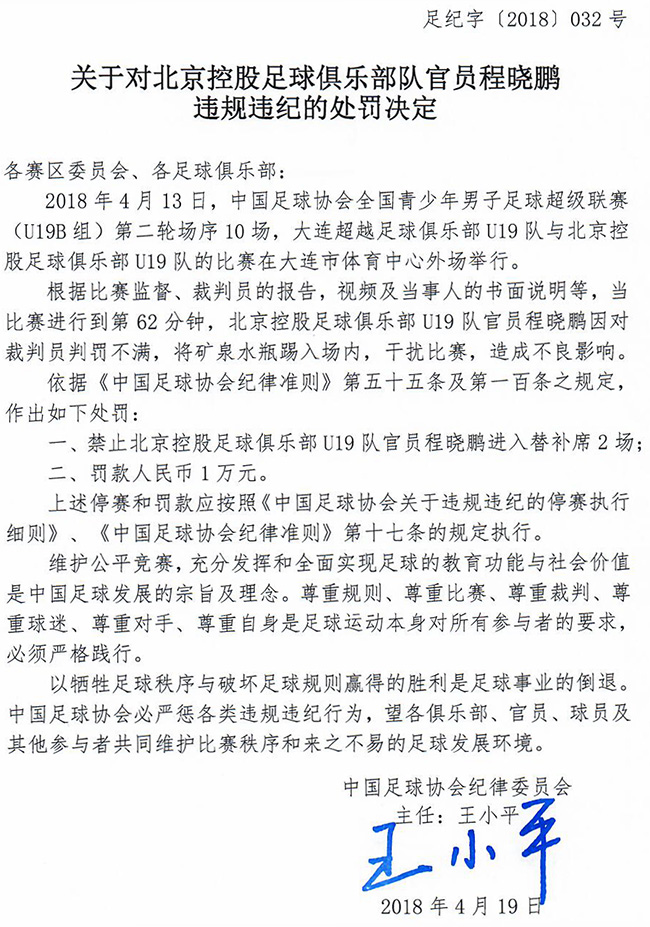 足纪字〔2018〕032 号
关于对北京控股足球俱乐部队官员程晓鹏
违规违纪的处罚决定
各赛区委员会、各足球俱乐部：
2018 年 4 月 13 日，中国足球协会全国青少年男子足球超级联赛
（U19B 组）第二轮场序 10 场，大连超越足球俱乐部 U19 队与北京控
股足球俱乐部 U19 队的比赛在大连市体育中心外场举行。
根据比赛监督、裁判员的报告，视频及当事人的书面说明等，当
比赛进行到第 62 分钟，北京控股足球俱乐部 U19 队官员程晓鹏因对
裁判员判罚不满，将矿泉水瓶踢入场内，干扰比赛，造成不良影响。
依据《中国足球协会纪律准则》第五十五条及第一百条之规定，
作出如下处罚：
一、禁止北京控股足球俱乐部 U19 队官员程晓鹏进入替补席 2 场；
二、罚款人民币 1 万元。
上述停赛和罚款应按照《中国足球协会关于违规违纪的停赛执行
细则》、《中国足球协会纪律准则》第十七条的规定执行。
维护公平竞赛，充分发挥和全面实现足球的教育功能与社会价值
是中国足球发展的宗旨及理念。尊重规则、尊重比赛、尊重裁判、尊
重球迷、尊重对手、尊重自身是足球运动本身对所有参与者的要求，
必须严格践行。
以牺牲足球秩序与破坏足球规则赢得的胜利是足球事业的倒退。
中国足球协会必严惩各类违规违纪行为，望各俱乐部、官员、球员及
其他参与者共同维护比赛秩序和来之不易的足球发展环境。
中国足球协会纪律委员会
主任：王小平
王小平
2018 年 4 月 19 日